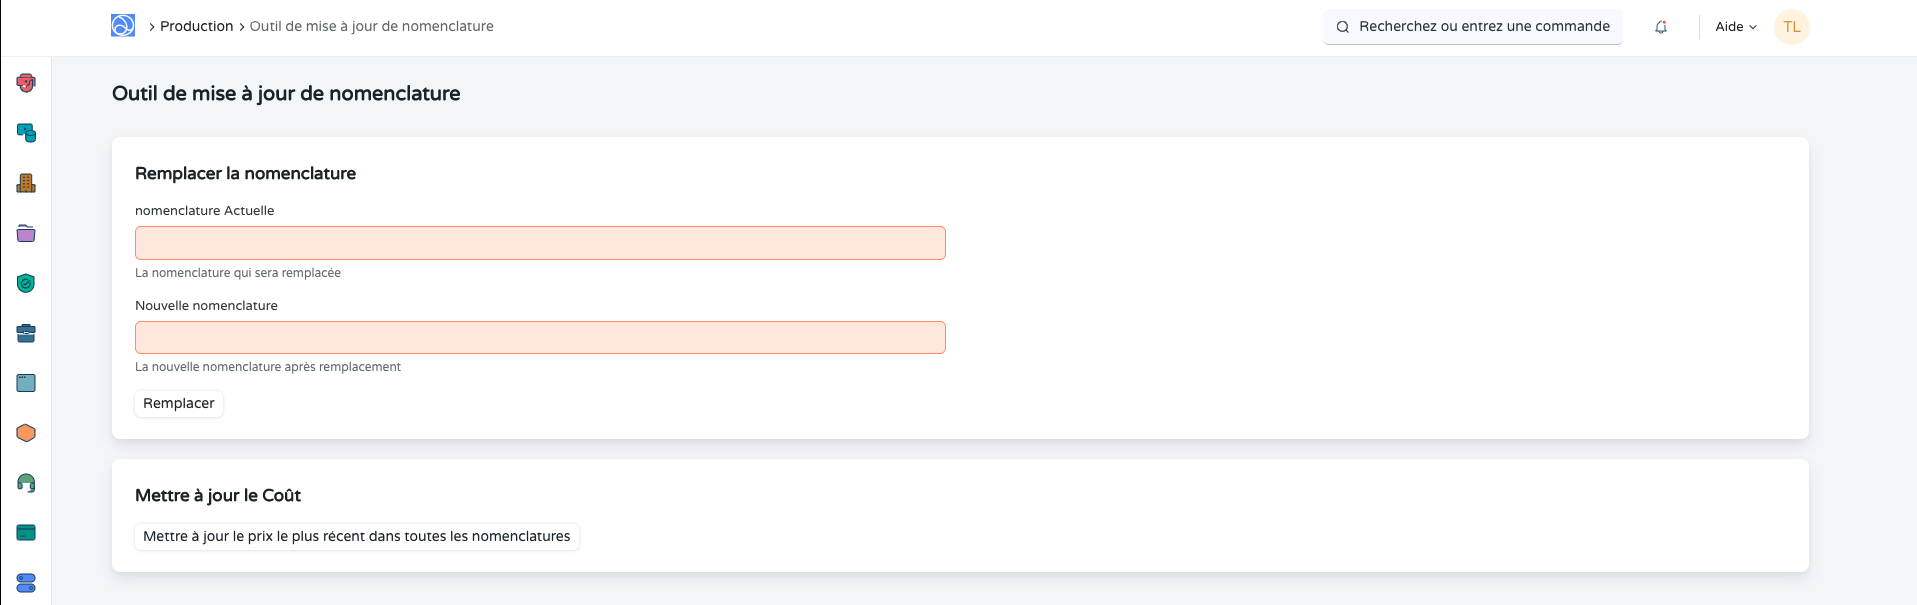 Production Outil de mise à jour de nomenclature
Recherchez ou entrez une commande
Aide
TL
Outil de mise à jour de nomenclature
Remplacer la nomenclature
nomenclature Actuelle
La nomenclature qui sera remplacée
Nouvelle nomenclature
La nouvelle nomenclature après remplacement
Remplacer
Mettre à jour le Coût
Mettre à jour le prix le plus récent dans toutes les nomenclatures